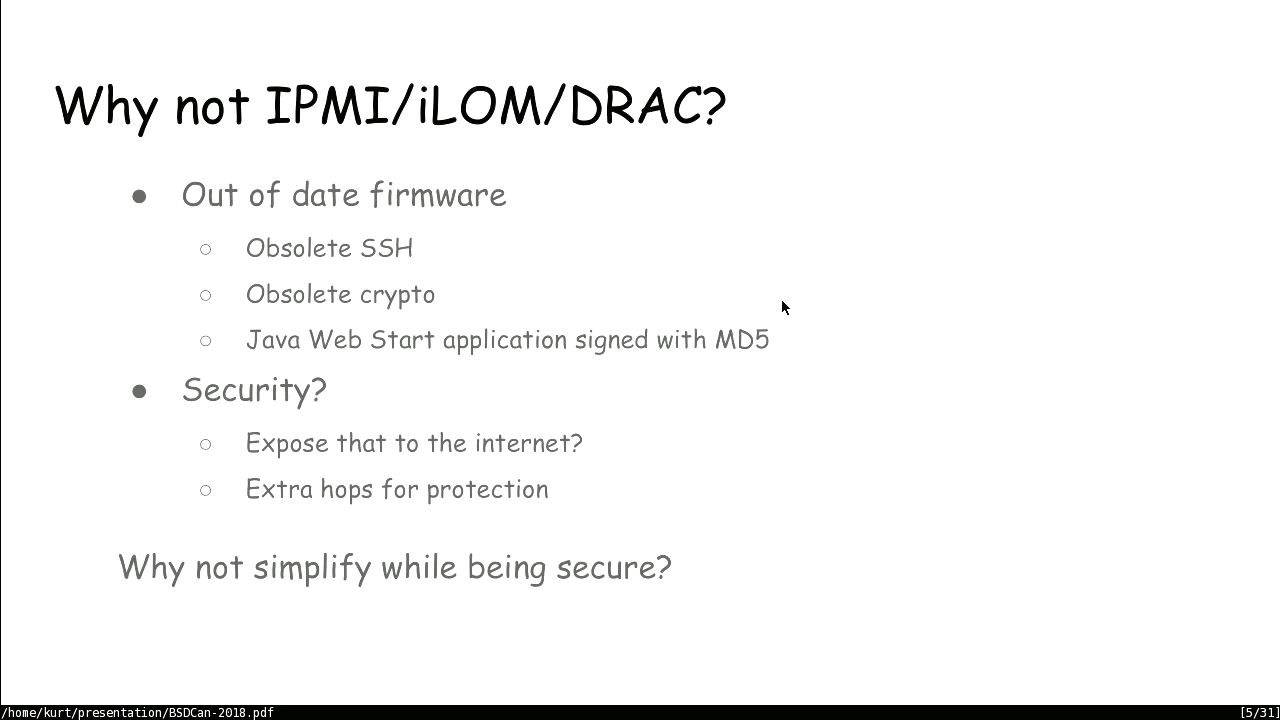 Why not IPMI/iLOM/DRAC?
● Out of date firmware
○ Obsolete SSH
○ Obsolete crypto
○ Java Web Start application signed with MD5
● Security?
○ Expose that to the internet?
○ Extra hops for protection
Why not simplify while being secure?
/home/kurt/presentation/BSDCan-2018.pdf [5/31]